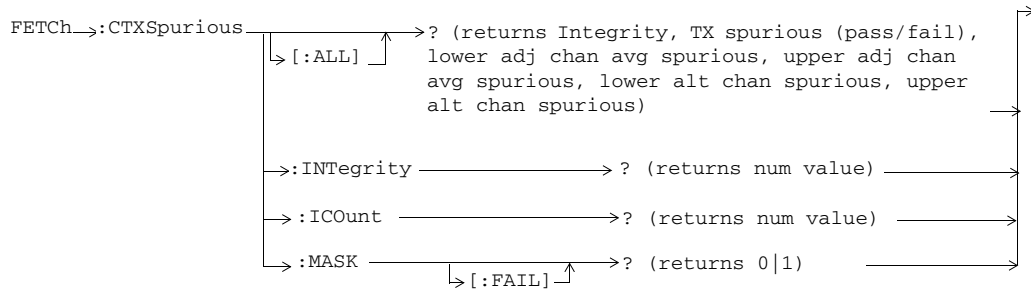 FETCh :CTXSpurious ? (returns Integrity, TX spurious (pass/fail),
[:ALL] lower adj chan avg spurious, upper adj chan
avg spurious, lower alt chan spurious, upper
alt chan spurious)
:INTegrity ? (returns num value)
:ICOunt ? (returns num value)
:MASK ? (returns 0|1)
[:FAIL]